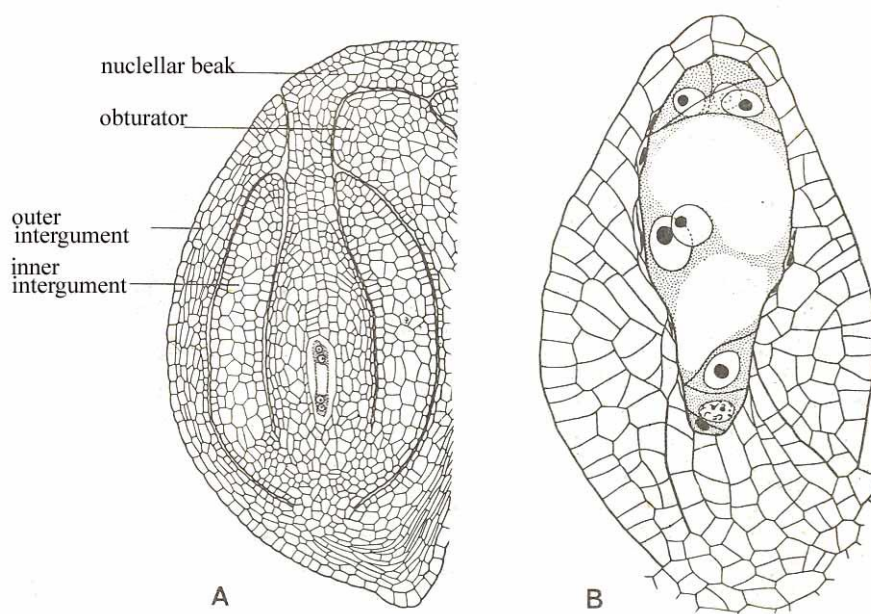 nuclellar beak
obturator
outer
intergument
inner
intergument
A
B